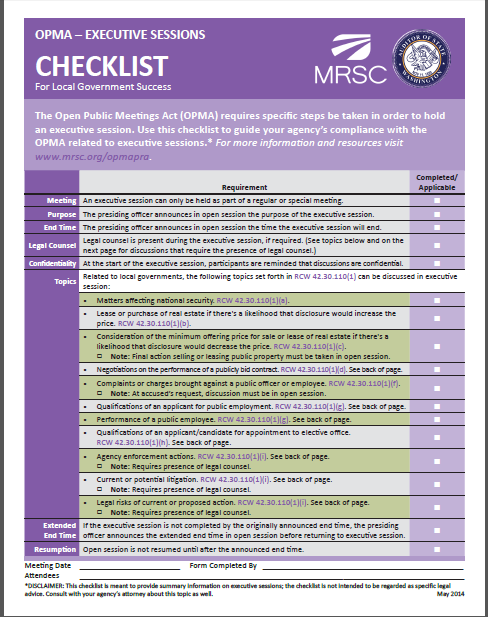 OPMA – EXECUTIVE SESSIONS
CHECKLIST
For Local Government Success
MRSC
AUDITOR OF STATE
WASHINGTON
The Open Public Meetings Act (OPMA) requires specific steps be taken in order to hold
an executive session. Use this checklist to guide your agency's compliance with the
OPMA related to executive sessions.* For more information and resources visit
www.mrsc.org/opmapra.
Requirement
Completed/
Applicable
Meeting An executive session can only be held as part of a regular or special meeting.
Purpose The presiding officer announces in open session the purpose of the executive session.
End Time The presiding officer announces in open session the time the executive session will end.
Legal Counsel Legal counsel is present during the executive session, if required. (See topics below and on the
next page for discussions that require the presence of legal counsel.)
Confidentiality At the start of the executive session, participants are reminded that discussions are confidential.
Topics Related to local governments, the following topics set forth in RCW 42.30.110(1) can be discussed in executive
session:
• Matters affecting national security. RCW 42.30.110(1)(a).
• Lease or purchase of real estate if there's a likelihood that disclosure would increase the
price. RCW 42.30.110(1)(b).
• Consideration of the minimum offering price for sale or lease of real estate if there's a
likelihood that disclosure would decrease the price. RCW 42.30.110(1)(c).
Note: Final action selling or leasing public property must be taken in open session.
• Negotiations on the performance of a publicly bid contract. RCW 42.30.110(1)(d). See back of page.
• Complaints or charges brought against a public officer or employee. RCW 42.30.110(1)(f).
Note: At accused's request, discussion must be in open session.
• Qualifications of an applicant for public employment. RCW 42.30.110(1)(g). See back of page.
• Performance of a public employee. RCW 42.30.110(1)(g). See back of page.
• Qualifications of an applicant/candidate for appointment to elective office.
RCW 42.30.110(1)(h). See back of page.
• Agency enforcement actions. RCW 42.30.110(1)(i). See back of page.
Note: Requires presence of legal counsel.
• Current or potential litigation. RCW 42.30.110(1)(i). See back of page.
Note: Requires presence of legal counsel.
• Legal risks of current or proposed action. RCW 42.30.110(1)(i). See back of page.
Note: Requires presence of legal counsel.
Extended If the executive session is not completed by the originally announced end time, the presiding
End Time officer announces the extended end time in open session before returning to executive session.
Resumption Open session is not resumed until after the announced end time.
Meeting Date Form Completed By
Attendees
*DISCLAIMER: This checklist is meant to provide summary information on executive sessions; the checklist is not intended to be regarded as specific legal
advice. Consult with your agency's attorney about this topic as well. May 2014